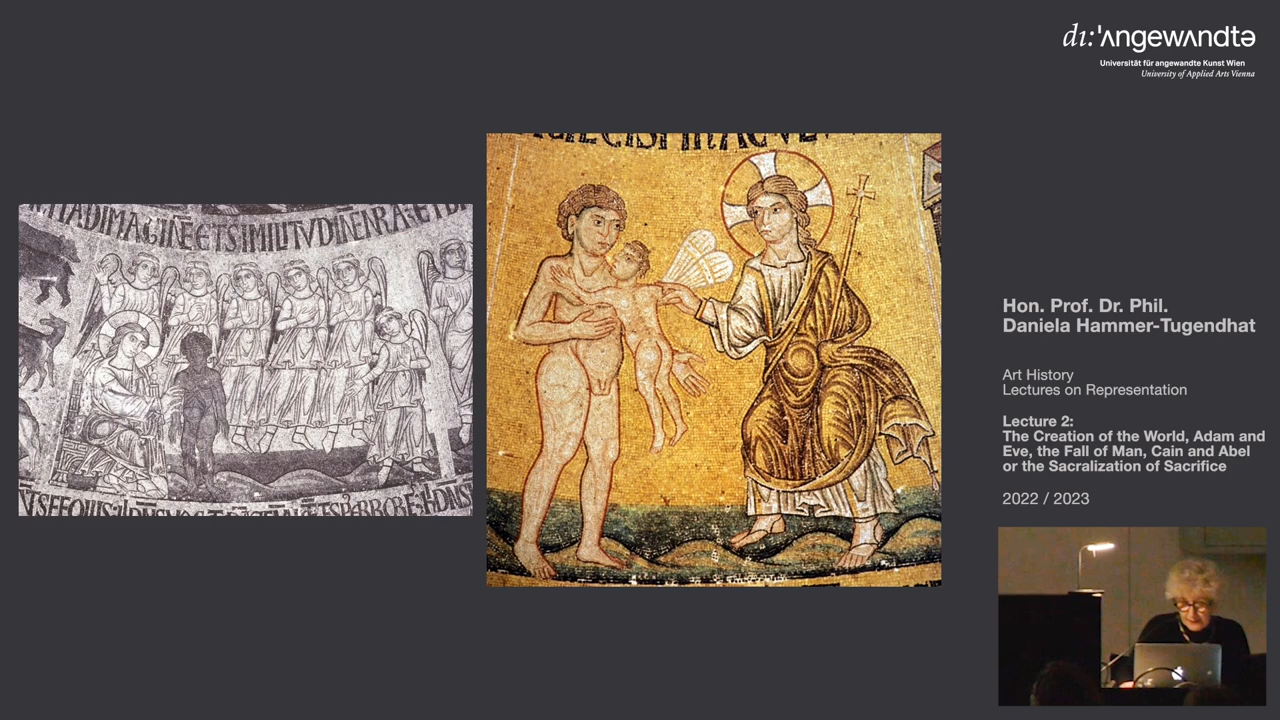 dı:ˈʌngewʌndtə
Universität für angewandte Kunst Wien
University of Applied Arts Vienna
Hon. Prof. Dr. Phil.
Daniela Hammer-Tugendhat
Art History
Lectures on Representation
Lecture 2:
The Creation of the World, Adam and
Eve, the Fall of Man, Cain and Abel
or the Sacralization of Sacrifice
2022 / 2023